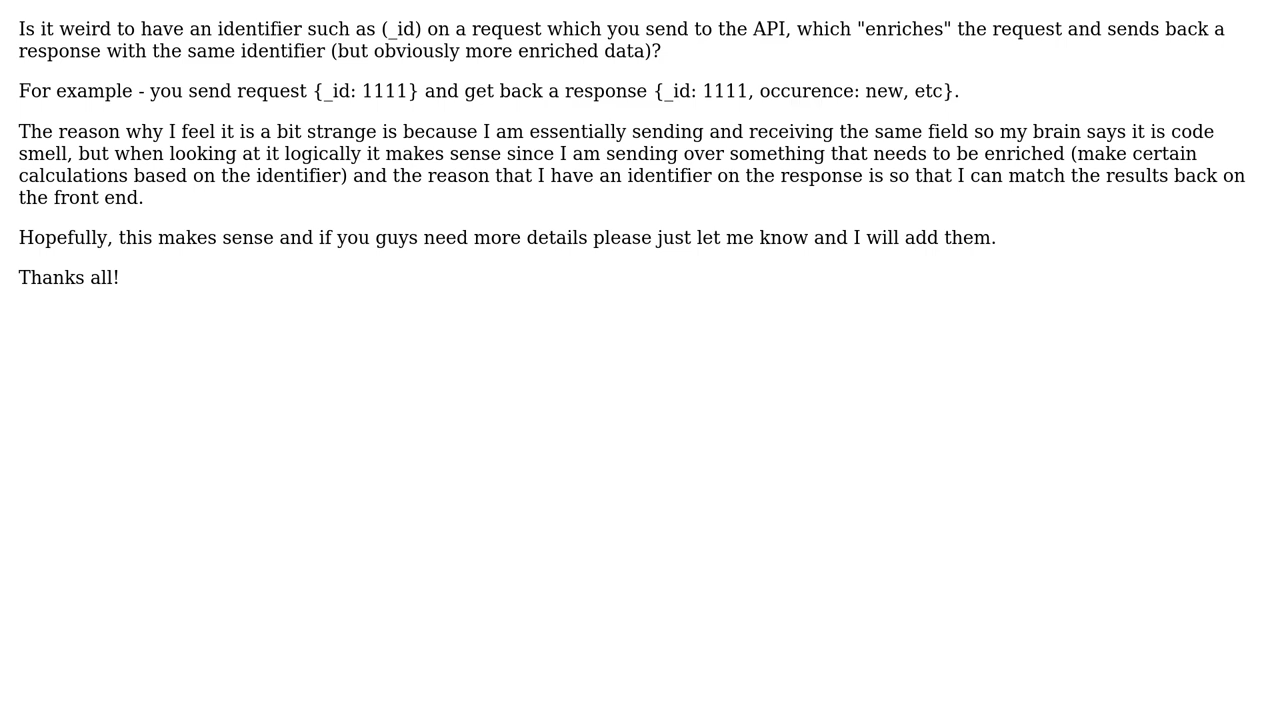 Is it weird to have an identifier such as (_id) on a request which you send to the API, which "enriches" the request and sends back a
response with the same identifier (but obviously more enriched data)?
For example - you send request {_id: 1111} and get back a response {_id: 1111, occurence: new, etc}.
The reason why I feel it is a bit strange is because I am essentially sending and receiving the same field so my brain says it is code
smell, but when looking at it logically it makes sense since I am sending over something that needs to be enriched (make certain
calculations based on the identifier) and the reason that I have an identifier on the response is so that I can match the results back on
the front end.
Hopefully, this makes sense and if you guys need more details please just let me know and I will add them.
Thanks all!